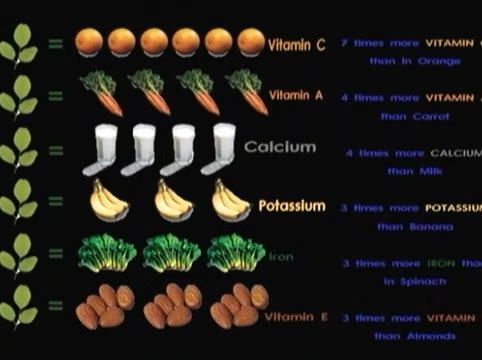 = Vitamin C 7 times more VITAMIN
than in Orange
= Vitamin A 4 times more VITAMIN
than Carrot
= Calcium 4 times more CALCIUM
than Milk
= Potassium 3 times more POTASSIUM
than Banana
= Iron 3 times more IRON than
in Spinach
= Vitamin E 3 times more VITAMIN
than Almonds